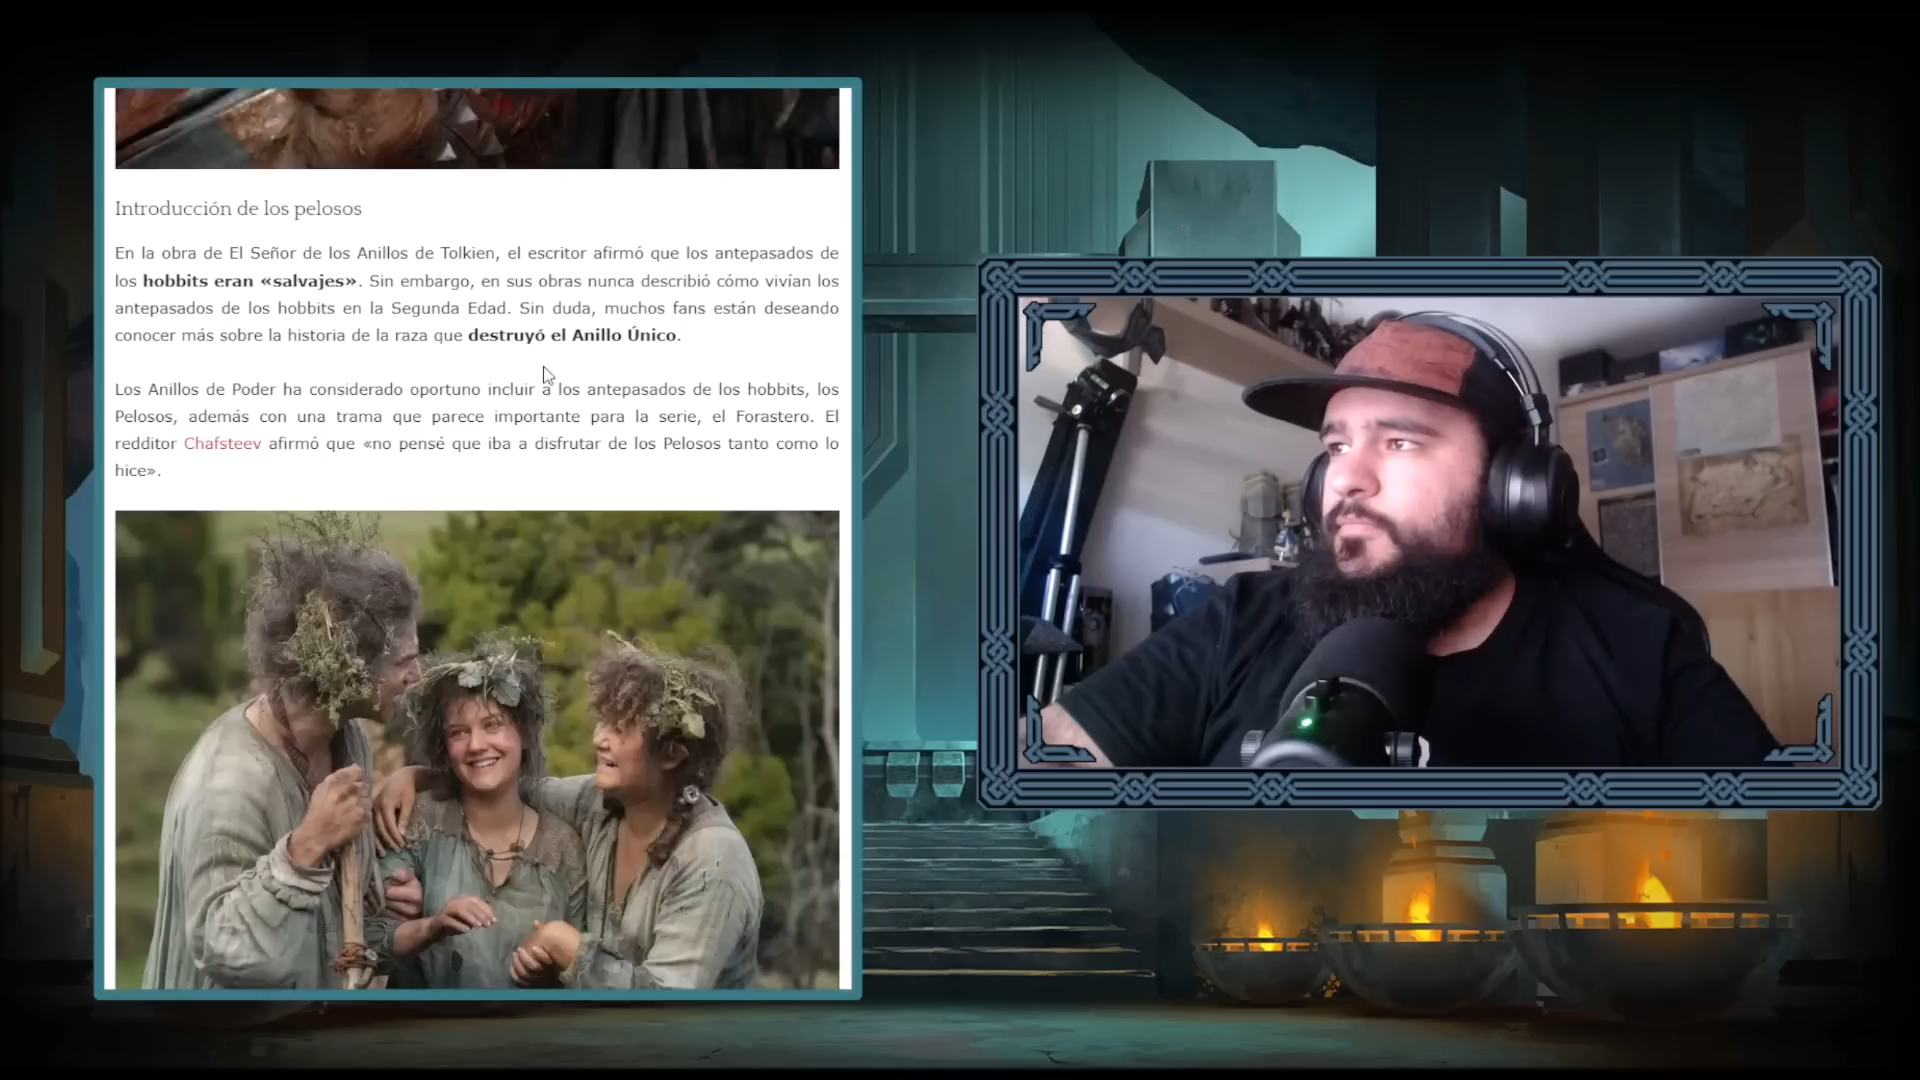 Introducción de los pelosos
En la obra de El Señor de los Anillos de Tolkien, el escritor afirmó que los antepasados de
los hobbits eran «salvajes». Sin embargo, en sus obras nunca describió cómo vivían los
antepasados de los hobbits en la Segunda Edad. Sin duda, muchos fans están deseando
conocer más sobre la historia de la raza que destruyó el Anillo Único.
Los Anillos de Poder ha considerado oportuno incluir a los antepasados de los hobbits, los
Pelosos, además con una trama que parece importante para la serie, el Forastero. El
redditor Chafsteev afirmó que «no pensé que iba a disfrutar de los Pelosos tanto como lo
hice».